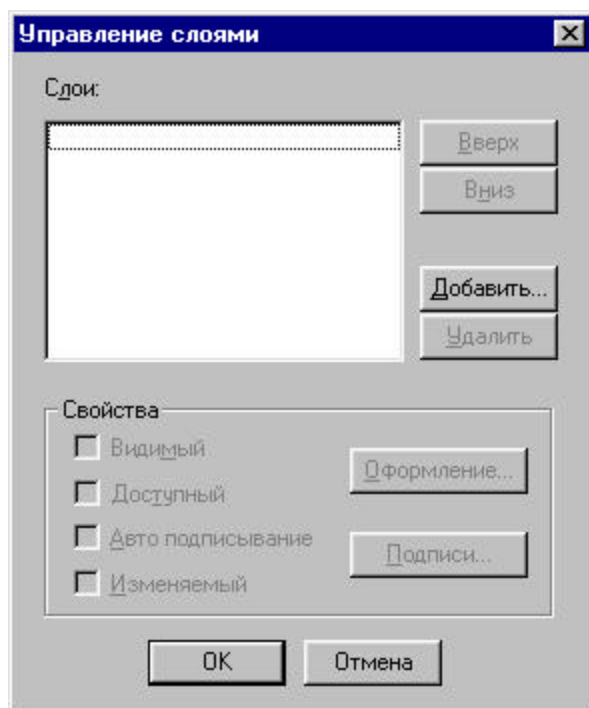 Управление слоями
Слои:
Вверх
Вниз
Добавить...
Удалить
Свойства
Видимый
Оформление...
Доступный
Авто подписывание
Подписи...
Изменяемый
OK
Отмена